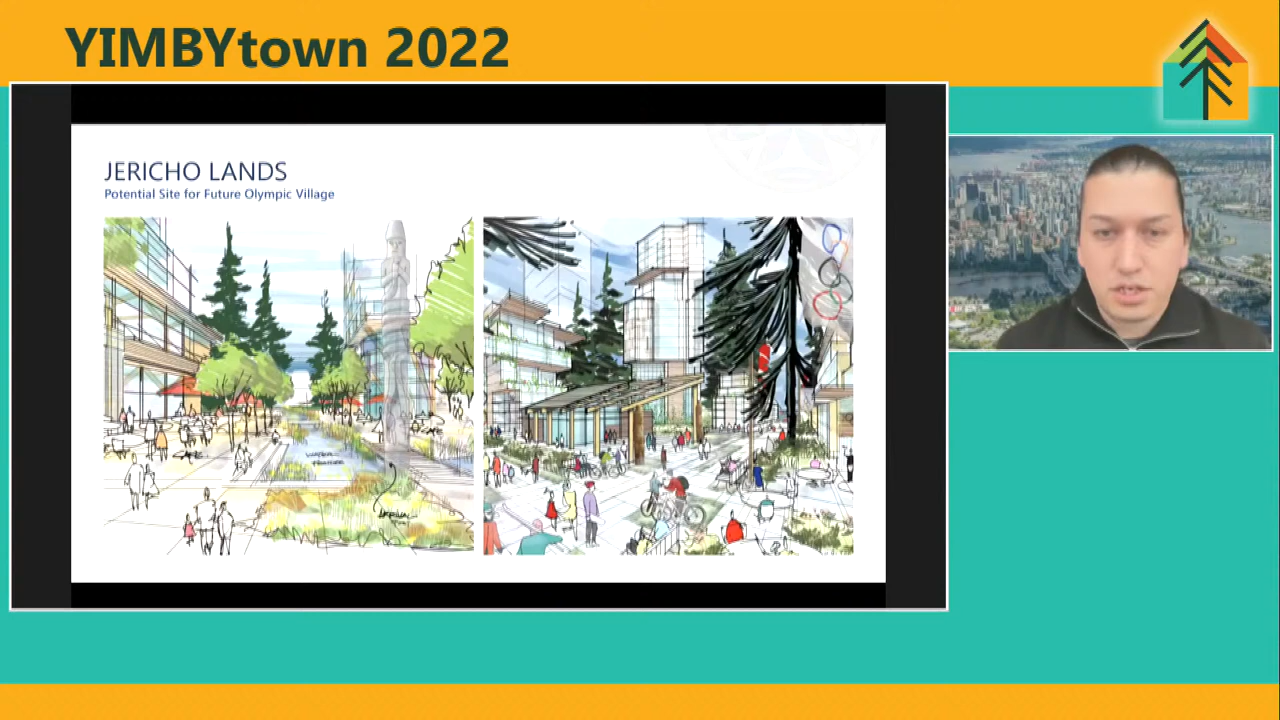 YIMBYtown 2022
JERICHO LANDS
Potential Site for Future Olympic Village